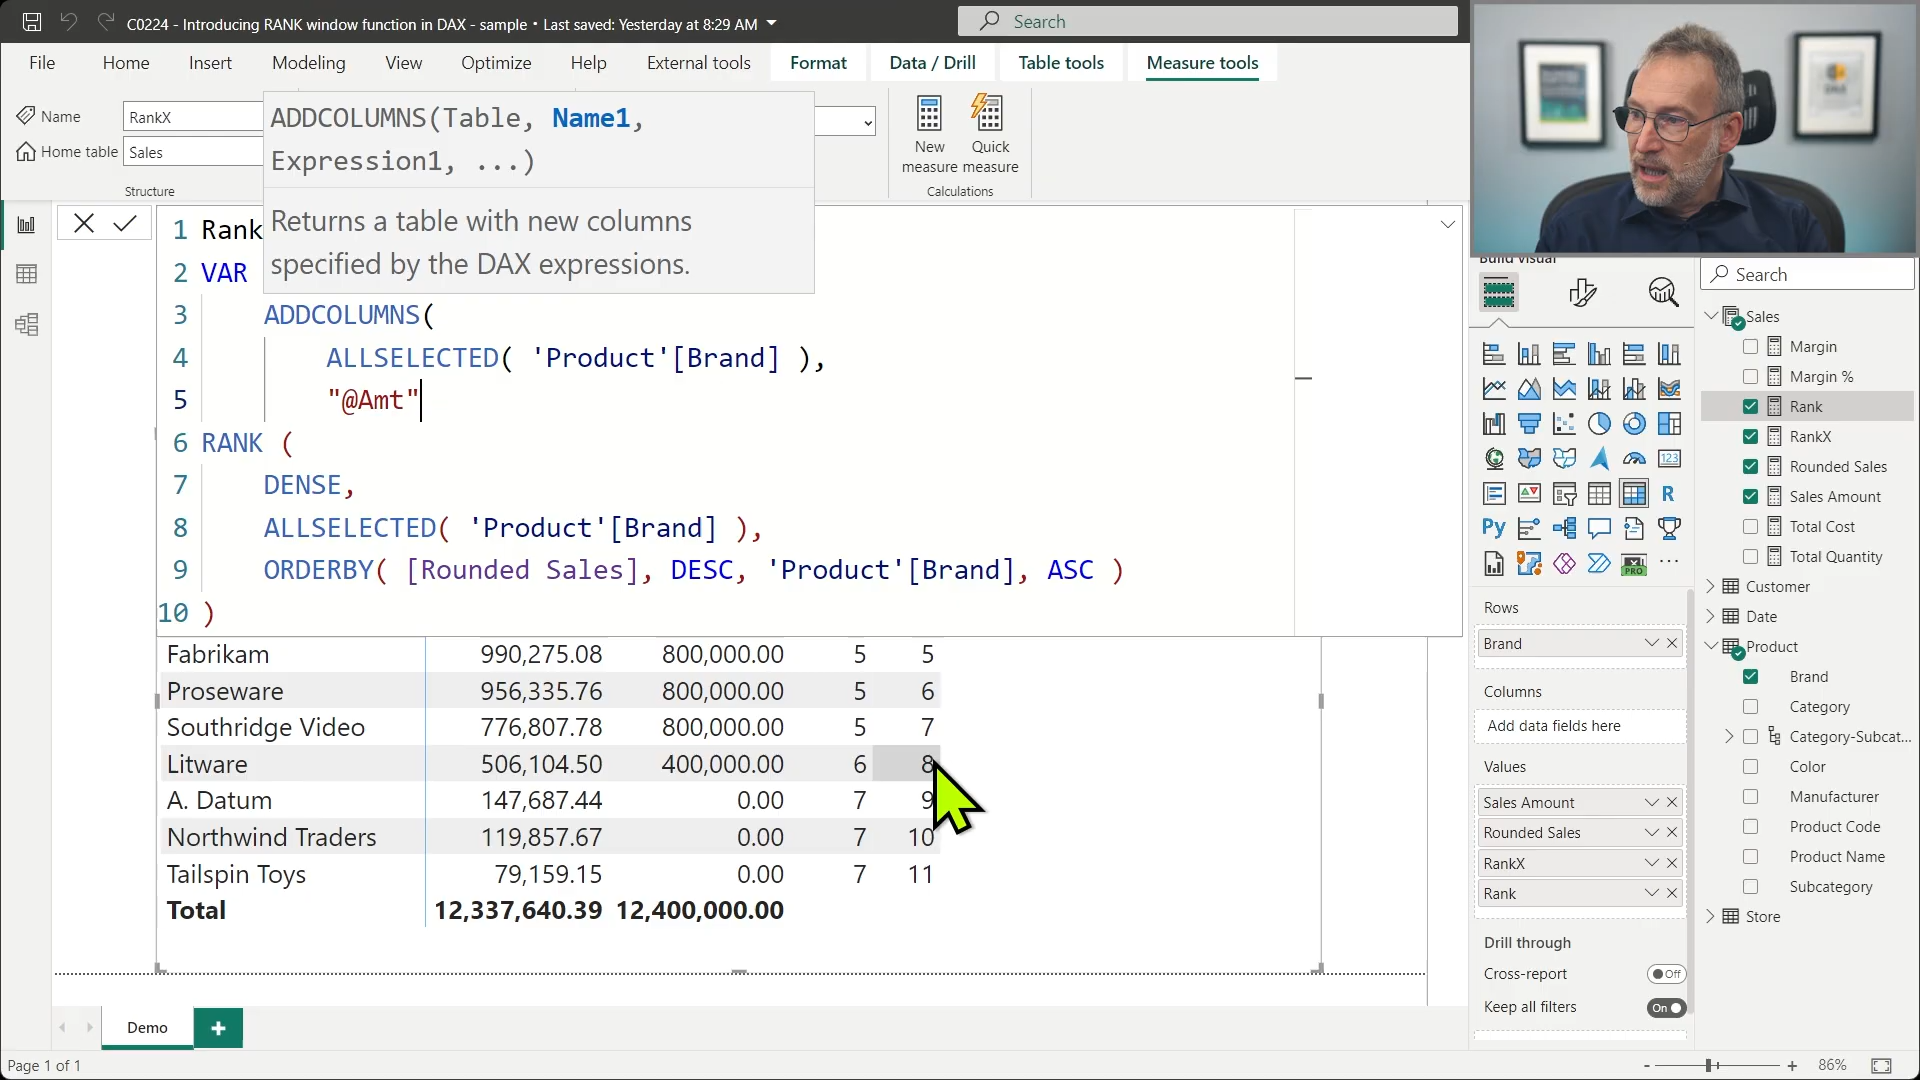 C0224 - Introducing RANK window function in DAX - sample • Last saved: Yesterday at 8:29 AM
Search
File
Home
Insert
Modeling
View
Optimize
Help
External tools
Format
Data / Drill
Table tools
Measure tools
Name
RankX
Home table
Sales
Structure
ADDCOLUMNS(Table, Name1,
Expression1, ...)
Returns a table with new columns
specified by the DAX expressions.
New
measure
Quick
measure
Calculations
1 Rank
2 VAR
3 ADDCOLUMNS(
4 ALLSELECTED( 'Product'[Brand] ),
5 "@Amt"
6 RANK (
7 DENSE,
8 ALLSELECTED( 'Product'[Brand] ),
9 ORDERBY( [Rounded Sales], DESC, 'Product'[Brand], ASC )
10 )
Fabrikam 990,275.08 800,000.00 5 5
Proseware 956,335.76 800,000.00 5 6
Southridge Video 776,807.78 800,000.00 5 7
Litware 506,104.50 400,000.00 6 8
A. Datum 147,687.44 0.00 7 9
Northwind Traders 119,857.67 0.00 7 10
Tailspin Toys 79,159.15 0.00 7 11
Total 12,337,640.39 12,400,000.00
Build visual
123
R
Py
PRO
Rows
Brand
Columns
Add data fields here
Values
Sales Amount
Rounded Sales
RankX
Rank
Drill through
Cross-report
Off
Keep all filters
On
Search
Sales
Margin
Margin %
Rank
RankX
Rounded Sales
Sales Amount
Total Cost
Total Quantity
Customer
Date
Product
Brand
Category
Category-Subcat...
Color
Manufacturer
Product Code
Product Name
Subcategory
Store
Demo
Page 1 of 1
86%